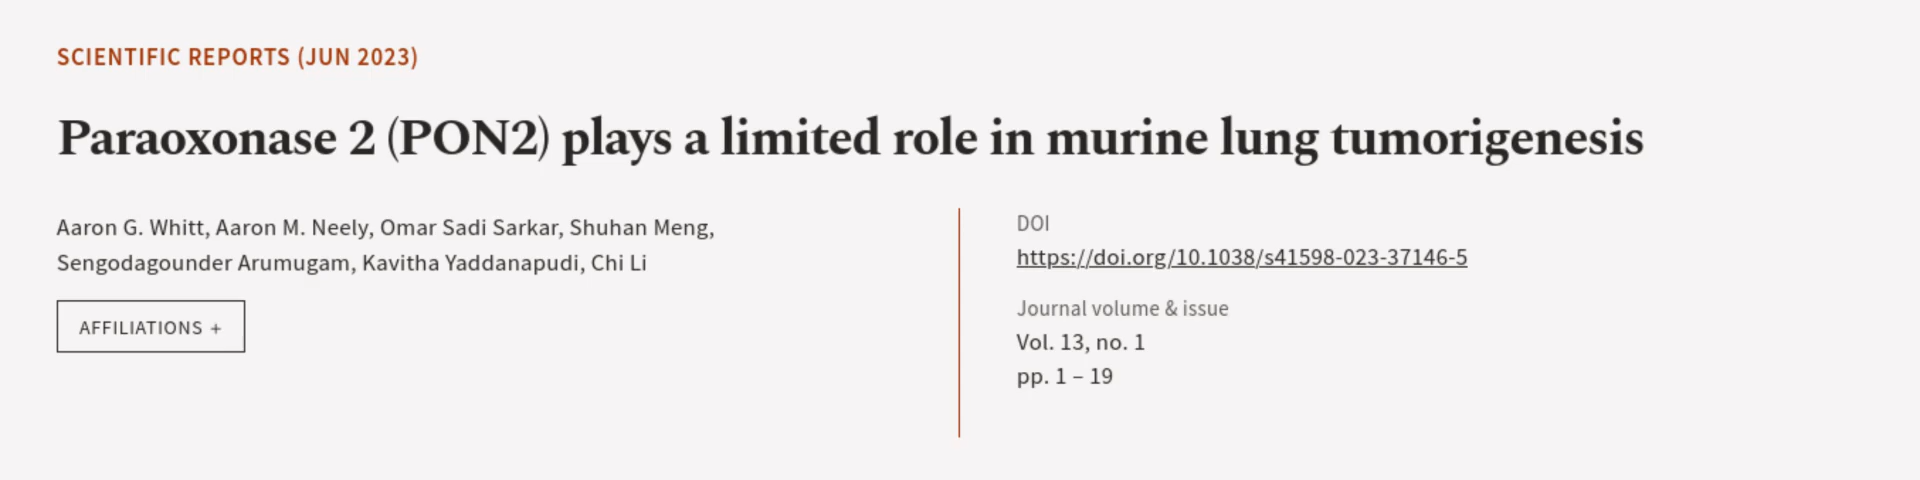 SCIENTIFIC REPORTS (JUN 2023)
Paraoxonase 2 (PON2) plays a limited role in murine lung tumorigenesis
Aaron G. Whitt, Aaron M. Neely, Omar Sadi Sarkar, Shuhan Meng,
Sengodagounder Arumugam, Kavitha Yaddanapudi, Chi Li
AFFILIATIONS +
DOI
https://doi.org/10.1038/s41598-023-37146-5
Journal volume & issue
Vol. 13, no. 1
pp. 1 – 19